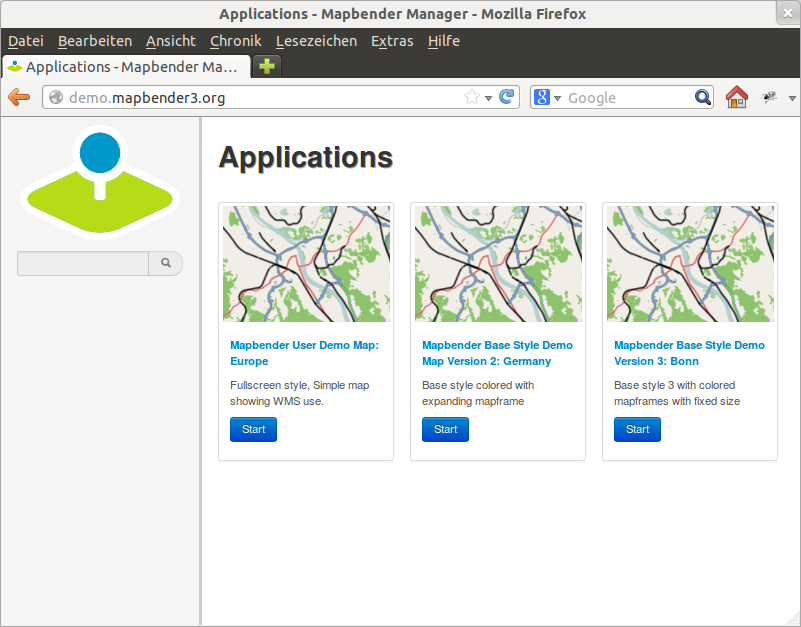 Applications - Mapbender Manager - Mozilla Firefox
Datei Bearbeiten Ansicht Chronik Lesezeichen Extras Hilfe
Applications - Mapbender Ma...
demo.mapbender3.org
8 Google
Applications
Mapbender User Demo Map:
Europe
Fullscreen style, Simple map
showing WMS use.
Start
Mapbender Base Style Demo
Map Version 2: Germany
Base style colored with
expanding mapframe
Start
Mapbender Base Style Demo
Version 3: Bonn
Base style 3 with colored
mapframes with fixed size
Start